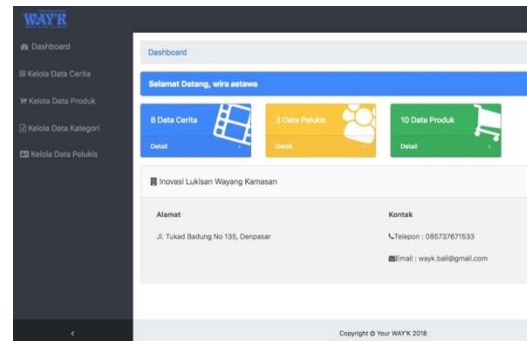 WAY'K
Dashboard
Kelola Data Cerita
Kelola Data Produk
Kelola Data Kategori
Kelola Data Pelukis
Dashboard
Selamat Datang, wira astawa
8 Data Cerita
Detail
3 Data Pelukis
Detail
10 Data Produk
Detail
Inovasi Lukisan Wayang Kamasan
Alamat
Jl. Tukad Badung No 135, Denpasar
Kontak
Telepon : 085737671533
Email : wayk.bali@gmail.com
Copyright © Your WAY'K 2018